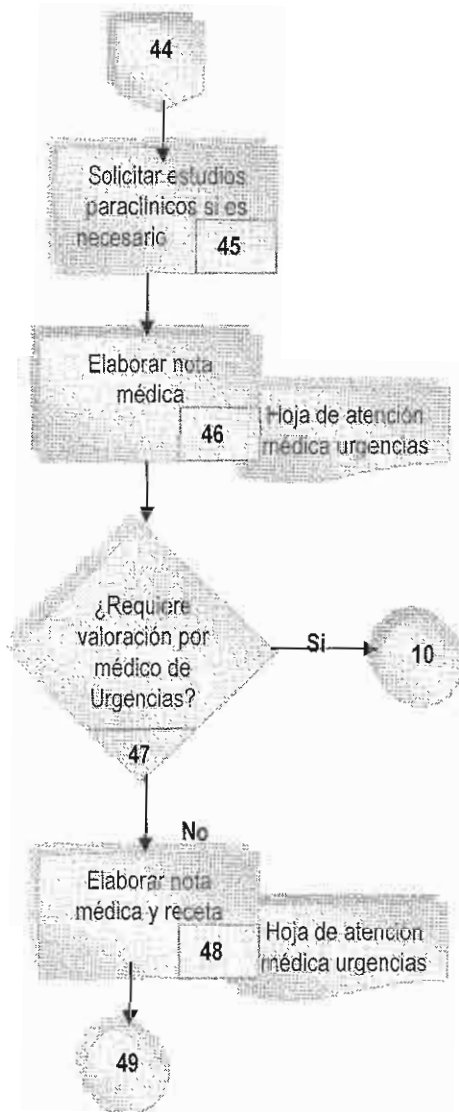 44
Solicitar estudios
paraclínicos si es
necesario
45
Elaborar nota
médica
46
Hoja de atención
médica urgencias
¿Requiere
valoración por
médico de
Urgencias?
47
Si
10
No
Elaborar nota
médica y receta
48
Hoja de atención
médica urgencias
49